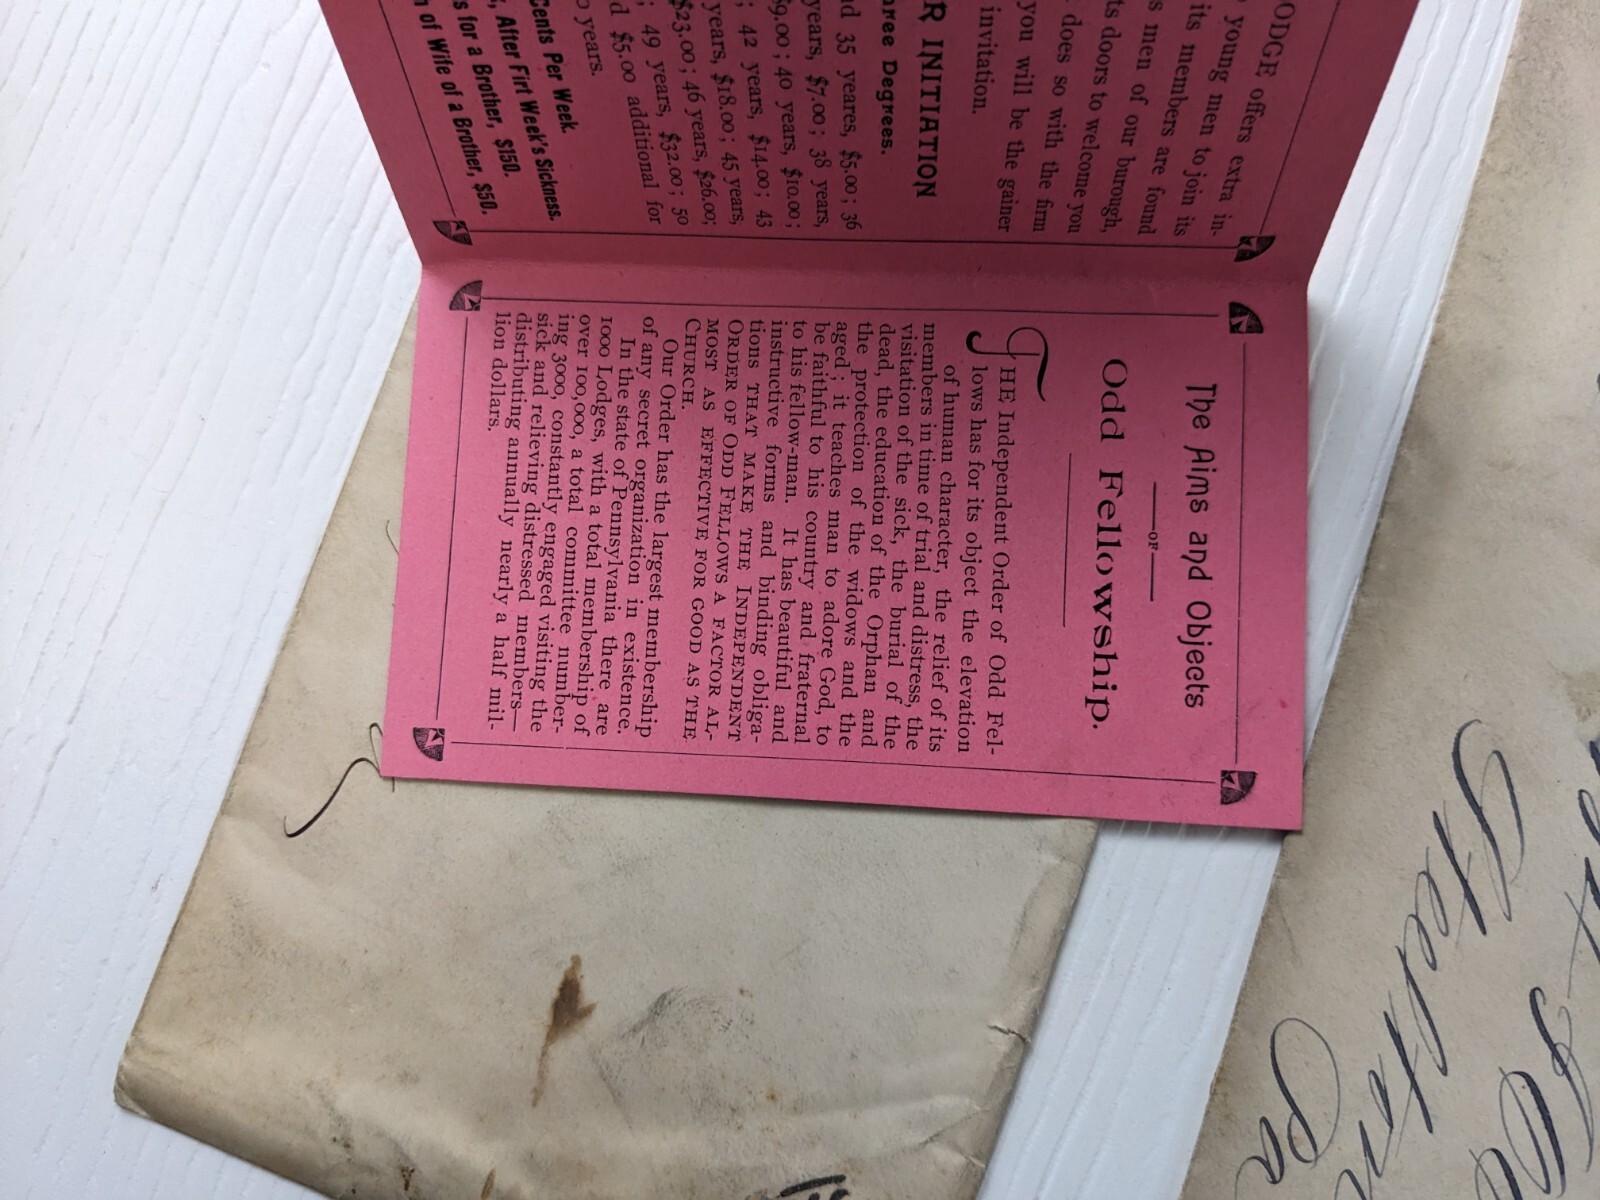 ODGE offers extra in-
young men to join its
its members are found
s men of our burough,
ts doors to welcome you
does so with the firm
you will be the gainer
invitation.
R INITIATION
hree Degrees.
nd 35 yeares, $5.00; 36
years, $7.00; 38 years,
$9.00; 40 years, $10.00;
; 42 years, $14.00; 43
years, $18.00; 45 years,
$23.00; 46 years, $26.00;
; 49 years, $32.00; 50
d $5.00 additional for
o years.
Cents Per Week.
, After Firt Week's Sickness.
s for a Brother, $150.
h of Wife of a Brother, $50.
The Aims and Objects
—OF—
Odd Fellowship.
THE Independent Order of Odd Fel-
lows has for its object the elevation
of human character, the relief of its
members in time of trial and distress, the
visitation of the sick, the burial of the
dead, the education of the Orphan and
the protection of the widows and the
aged; it teaches man to adore God, to
be faithful to his country and fraternal
to his fellow-man. It has beautiful and
instructive forms and binding obliga-
tions THAT MAKE THE INDEPENDENT
ORDER OF ODD FELLOWS A FACTOR AL-
MOST AS EFFECTIVE FOR GOOD AS THE
CHURCH.
Our Order has the largest membership
of any secret organization in existence.
In the state of Pennsylvania there are
1000 Lodges, with a total membership of
over 100,000, a total committee number-
ing 3000, constantly engaged visiting the
sick and relieving distressed members—
distributing annually nearly a half mil-
lion dollars.
Steelton
Pa